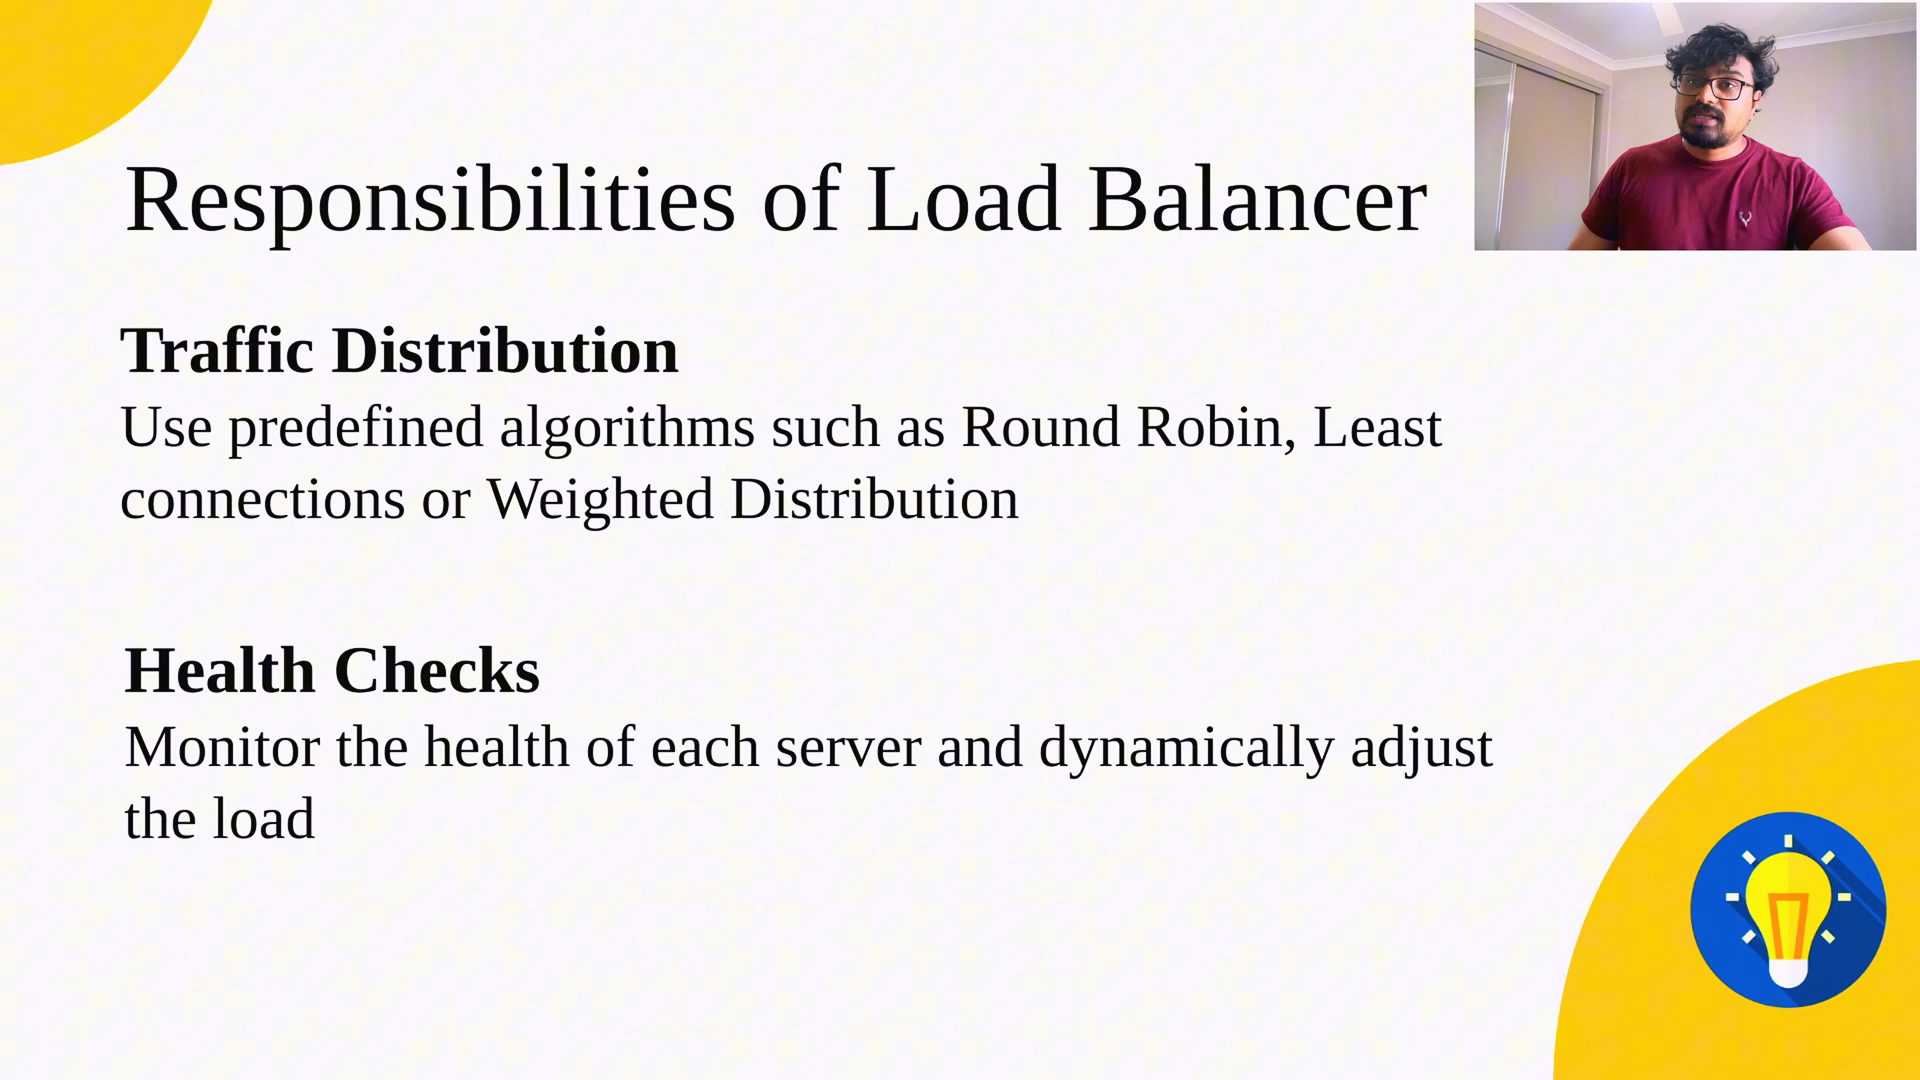 Responsibilities of Load Balancer
Traffic Distribution
Use predefined algorithms such as Round Robin, Least
connections or Weighted Distribution
Health Checks
Monitor the health of each server and dynamically adjust
the load